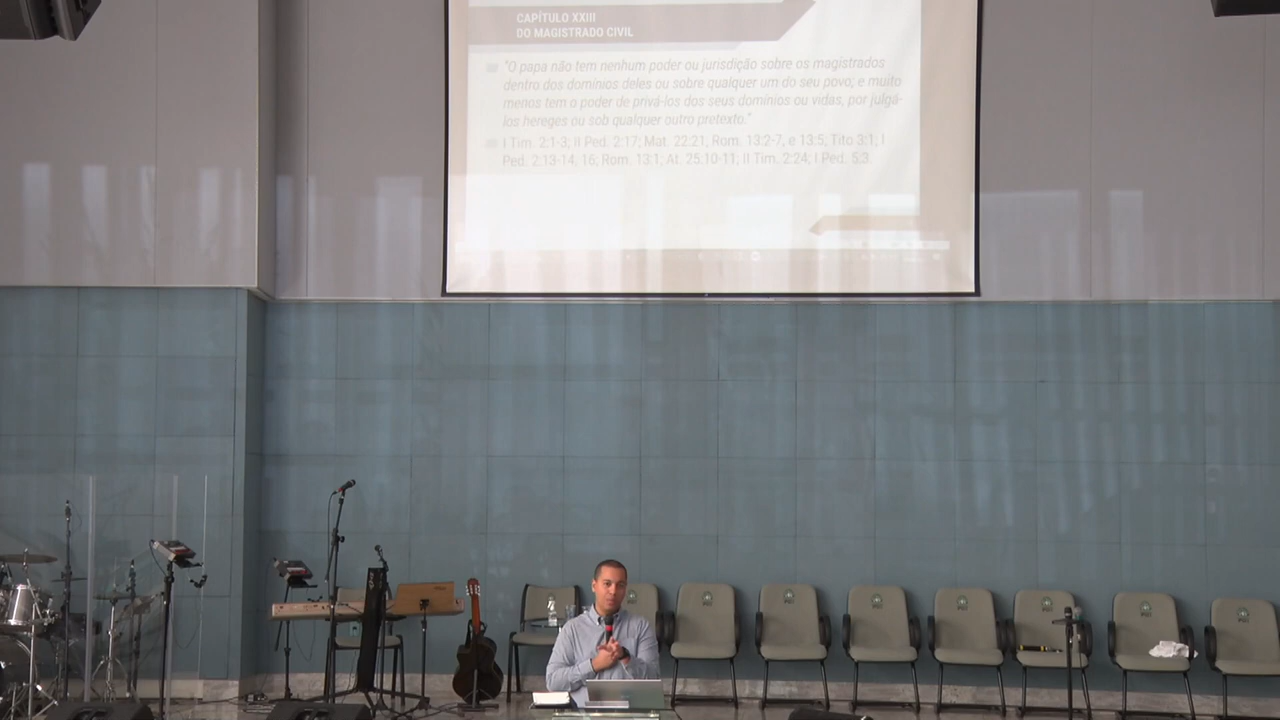 CAPÍTULO XXIII
DO MAGISTRADO CIVIL
"O papa não tem nenhum poder ou jurisdição sobre os magistrados
dentro dos domínios deles ou sobre qualquer um do seu povo; e muito
menos tem o poder de privá-los dos seus domínios ou vidas, por julgá-
los hereges ou sob qualquer outro pretexto."
I Tim. 2:1-3; II Ped. 2:17; Mat. 22:21, Rom. 13:2-7, e 13:5; Tito 3:1; I
Ped. 2:13-14, 16; Rom. 13:1; At. 25:10-11; II Tim. 2:24; I Ped. 5:3.